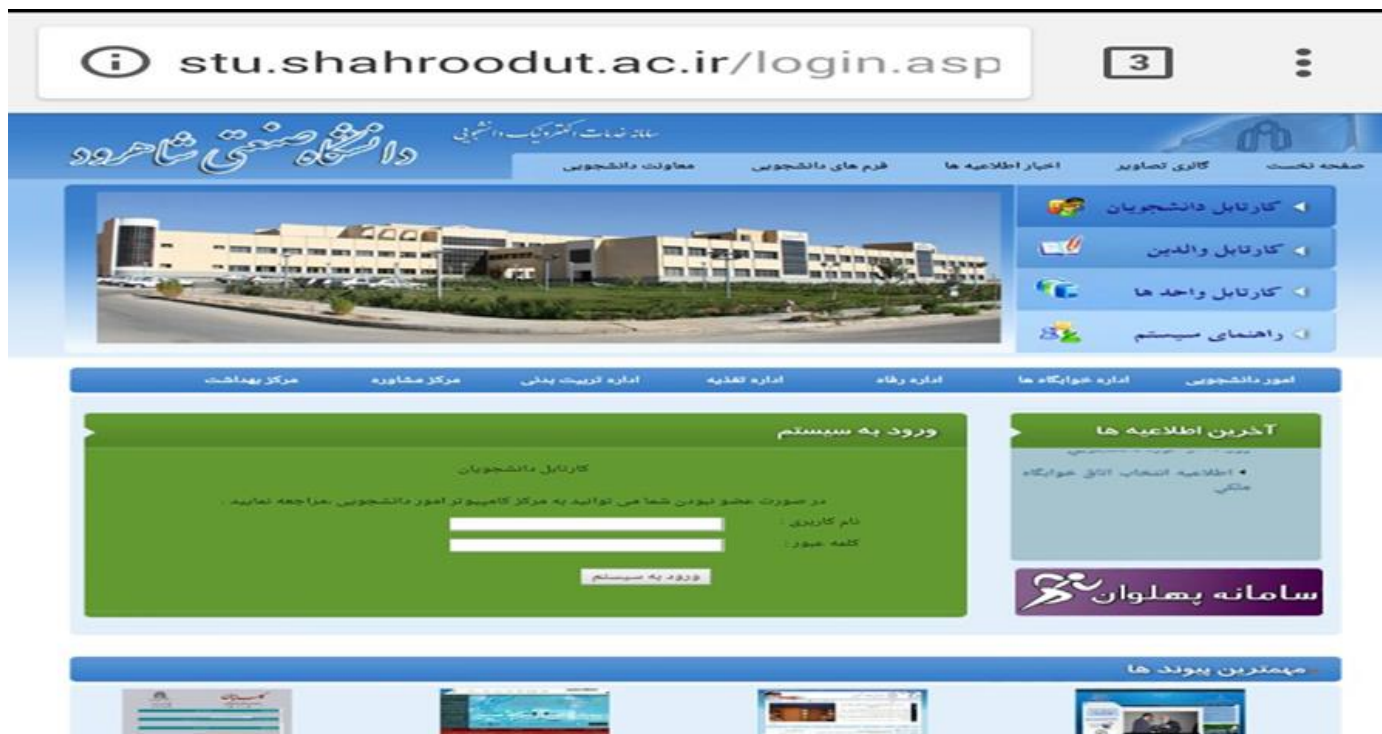 stu.shahroodut.ac.ir/login.asp
3
دانشگاه صنعتی شاهرود
سامانه خدمات الکترونیک دانشجویی
صفحه نخست گالری تصاویر اخبار اطلاعیه ها فرم های دانشجویی معاونت دانشجویی
کارتابل دانشجویان
کارتابل والدین
کارتابل واحد ها
راهنمای سیستم
امور دانشجویی اداره خوابگاه ها اداره رفاه اداره تغذیه اداره تربیت بدنی مرکز مشاوره مرکز بهداشت
آخرین اطلاعیه ها
اطلاعیه انتخاب اتاق خوابگاه
ملکی
سامانه پهلوان
ورود به سیستم
کارتابل دانشجویان
در صورت عضو نبودن شما می توانید به مرکز کامپیوتر امور دانشجویی مراجعه نمایید .
نام کاربری :
کلمه عبور :
ورود به سیستم
مهمترین پیوند ها